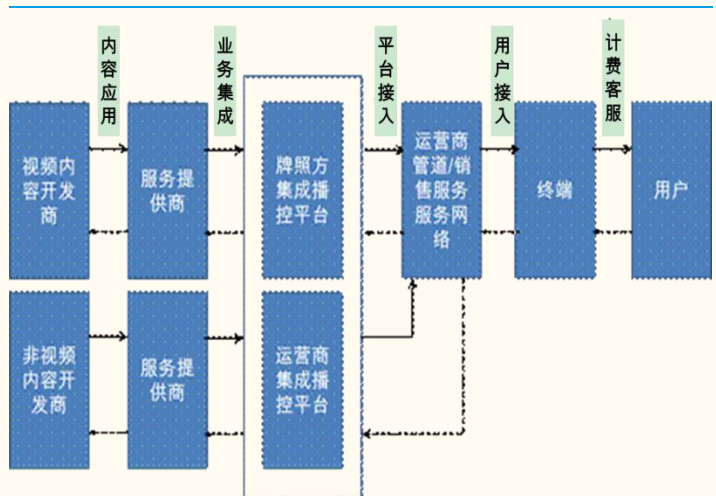 内容应用
业务集成
平台接入
用户接入
计费客服
视频内
容开发
商
服务提
供商
牌照方
集成播
控平台
运营商
管道/销
售服务
服务网
络
终端
用户
非视频
内容开
发商
服务提
供商
运营商
集成播
控平台